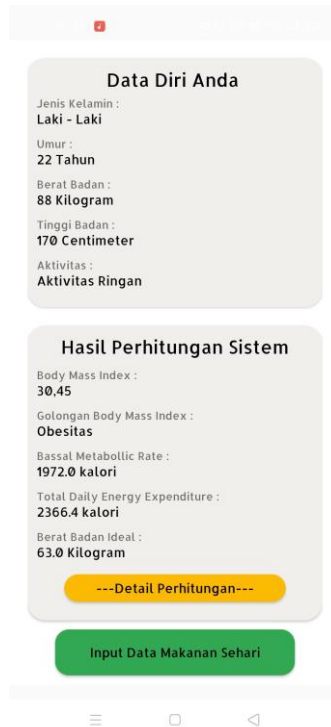 Data Diri Anda
Jenis Kelamin :
Laki - Laki
Umur :
22 Tahun
Berat Badan :
88 Kilogram
Tinggi Badan :
170 Centimeter
Aktivitas :
Aktivitas Ringan
Hasil Perhitungan Sistem
Body Mass Index :
30,45
Golongan Body Mass Index :
Obesitas
Bassal Metabollic Rate :
1972.0 kalori
Total Daily Energy Expenditure :
2366.4 kalori
Berat Badan Ideal :
63.0 Kilogram
---Detail Perhitungan---
Input Data Makanan Sehari